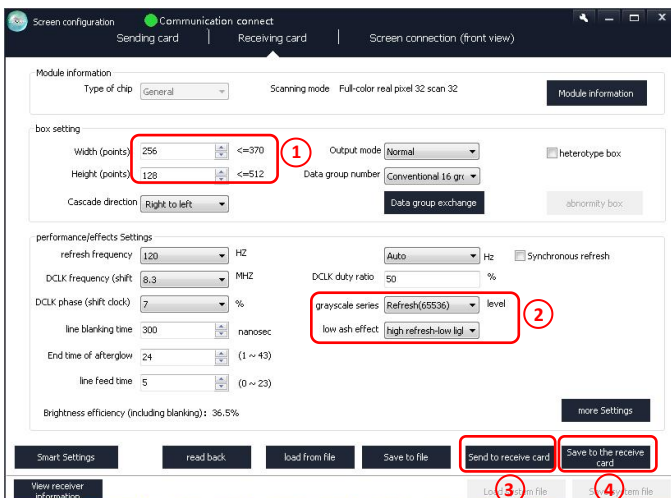 Screen configuration Communication connect
Sending card Receiving card Screen connection (front view)
Module information
Type of chip General Scanning mode Full-color real pixel 32 scan 32 Module information
box setting
Width (points) 256 <=370 1 Output mode Normal heterotype box
Height (points) 128 <=512 Data group number Conventional 16 gr
Cascade direction Right to left Data group exchange abnormity box
performance/effects Settings
refresh frequency 120 HZ Auto Hz Synchronous refresh
DCLK frequency (shift 8.3 MHZ DCLK duty ratio 50 %
DCLK phase (shift clock) 7 % grayscale series Refresh(65536) level 2
line blanking time 300 nanosec low ash effect high refresh-low ligl
End time of afterglow 24 (1 ~ 43)
line feed time 5 (0 ~ 23)
Brightness efficiency (including blanking): 36.5% more Settings
Smart Settings read back load from file Save to file Send to receive card Save to the receive
card
View receiver
information 3 4 file